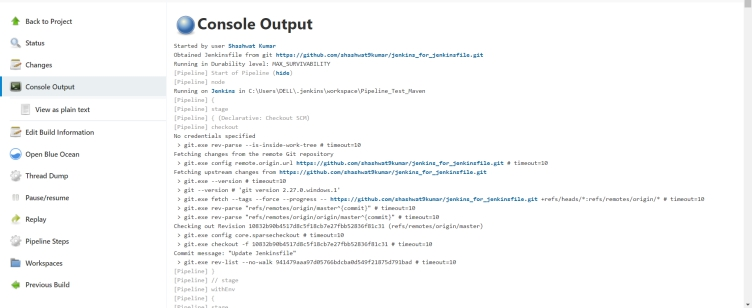 Back to Project
Status
Changes
Console Output
View as plain text
Edit Build Information
Open Blue Ocean
Thread Dump
Pause/resume
Replay
Pipeline Steps
Workspaces
Previous Build
Console Output
Started by user Shashwat Kumar
Obtained Jenkinsfile from git https://github.com/shashwat9kumar/jenkins_for_jenkinsfile.git
Running in Durability level: MAX_SURVIVABILITY
[Pipeline] Start of Pipeline (hide)
[Pipeline] node
Running on Jenkins in C:\Users\DELL\.jenkins\workspace\Pipeline_Test_Maven
[Pipeline] {
[Pipeline] stage
[Pipeline] { (Declarative: Checkout SCM)
[Pipeline] checkout
No credentials specified
> git.exe rev-parse --is-inside-work-tree # timeout=10
Fetching changes from the remote Git repository
> git.exe config remote.origin.url https://github.com/shashwat9kumar/jenkins_for_jenkinsfile.git # timeout=10
Fetching upstream changes from https://github.com/shashwat9kumar/jenkins_for_jenkinsfile.git
> git.exe --version # timeout=10
> git --version # 'git version 2.27.0.windows.1'
> git.exe fetch --tags --force --progress -- https://github.com/shashwat9kumar/jenkins_for_jenkinsfile.git +refs/heads/*:refs/remotes/origin/* # timeout=10
> git.exe rev-parse "refs/remotes/origin/master^{commit}" # timeout=10
> git.exe rev-parse "refs/remotes/origin/origin/master^{commit}" # timeout=10
Checking out Revision 10832b90b4517d8c5f18cb7e27fbb52836f81c31 (refs/remotes/origin/master)
> git.exe config core.sparsecheckout # timeout=10
> git.exe checkout -f 10832b90b4517d8c5f18cb7e27fbb52836f81c31 # timeout=10
Commit message: "Update Jenkinsfile"
> git.exe rev-list --no-walk 941479aaa97d05766bdcba0d549f21875d791bad # timeout=10
[Pipeline] }
[Pipeline] // stage
[Pipeline] withEnv
[Pipeline] {
[Pipeline] stage